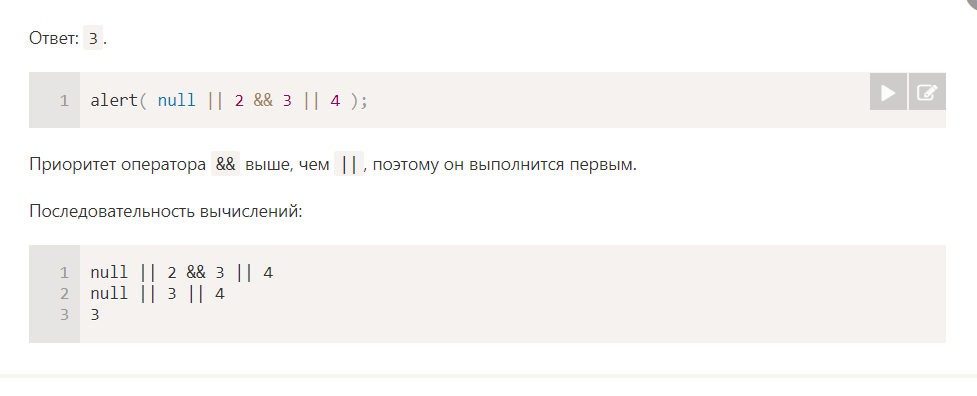 Ответ: 3.
1 alert( null || 2 && 3 || 4 );
Приоритет оператора && выше, чем ||, поэтому он выполнится первым.
Последовательность вычислений:
1 null || 2 && 3 || 4
2 null || 3 || 4
3 3